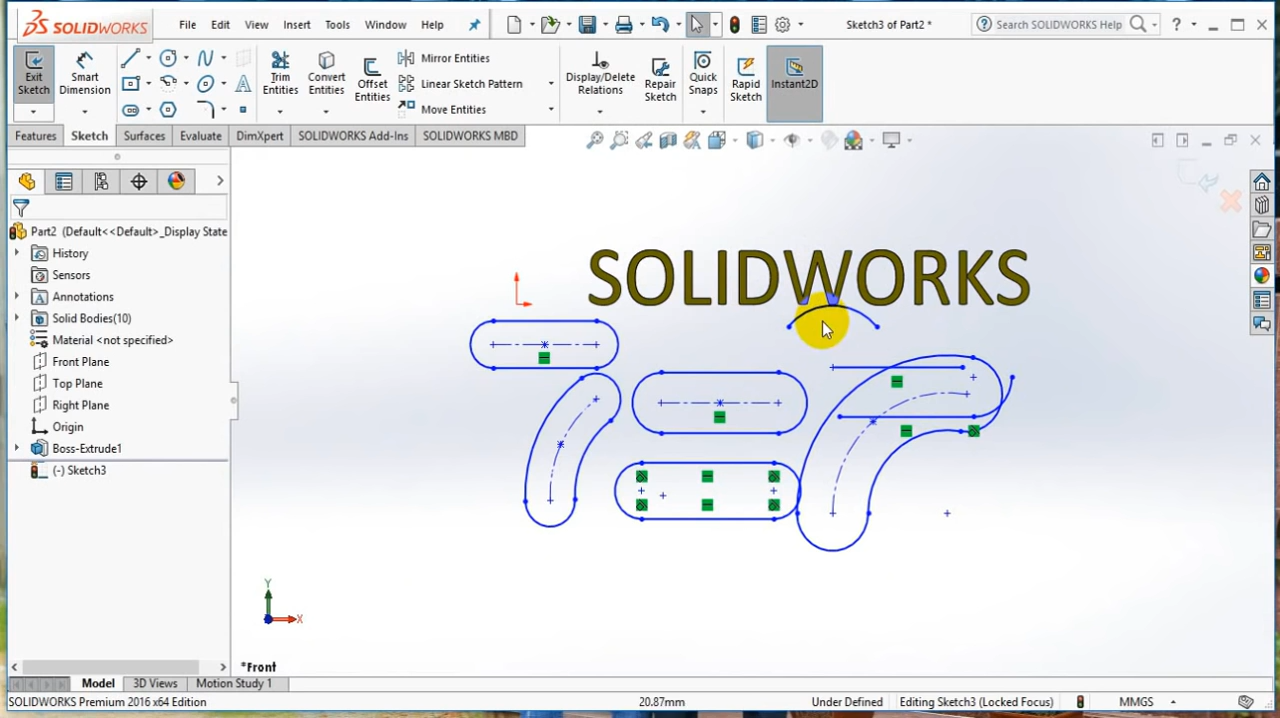 SOLIDWORKS File Edit View Insert Tools Window Help Sketch3 of Part2 * Search SOLIDWORKS Help
Exit Sketch
Smart Dimension
Trim Entities
Convert Entities
Offset Entities
Mirror Entities
Linear Sketch Pattern
Move Entities
Display/Delete Relations
Repair Sketch
Quick Snaps
Rapid Sketch
Instant2D
Features Sketch Surfaces Evaluate DimXpert SOLIDWORKS Add-Ins SOLIDWORKS MBD
Part2 (Default<<Default>_Display State
History
Sensors
Annotations
Solid Bodies(10)
Material <not specified>
Front Plane
Top Plane
Right Plane
Origin
Boss-Extrude1
(-) Sketch3
SOLIDWORKS
Y
X
*Front
Model 3D Views Motion Study 1
SOLIDWORKS Premium 2016 x64 Edition 20.87mm Under Defined Editing Sketch3 (Locked Focus) MMGS